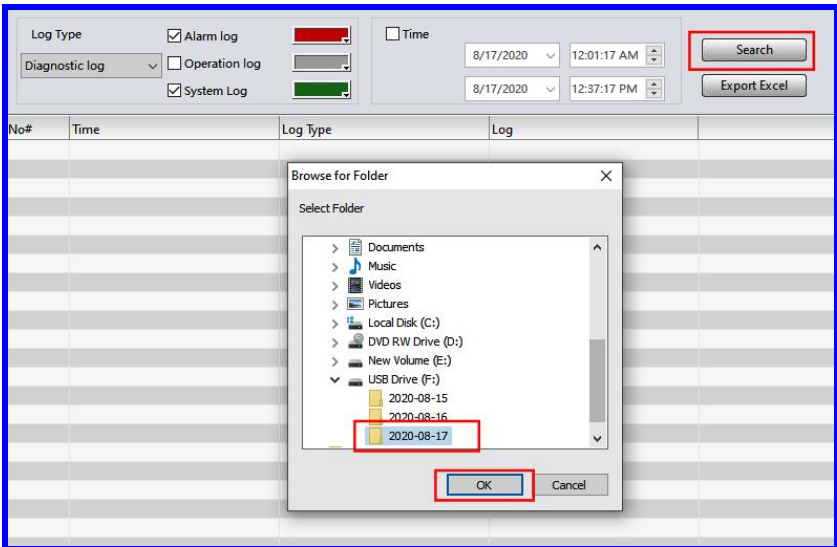 Log Type
Alarm log
Time
Diagnostic log
Operation log
8/17/2020
12:01:17 AM
Search
System Log
8/17/2020
12:37:17 PM
Export Excel
No#
Time
Log Type
Log
Browse for Folder
Select Folder
Documents
Music
Videos
Pictures
Local Disk (C:)
DVD RW Drive (D:)
New Volume (E:)
USB Drive (F:)
2020-08-15
2020-08-16
2020-08-17
OK
Cancel